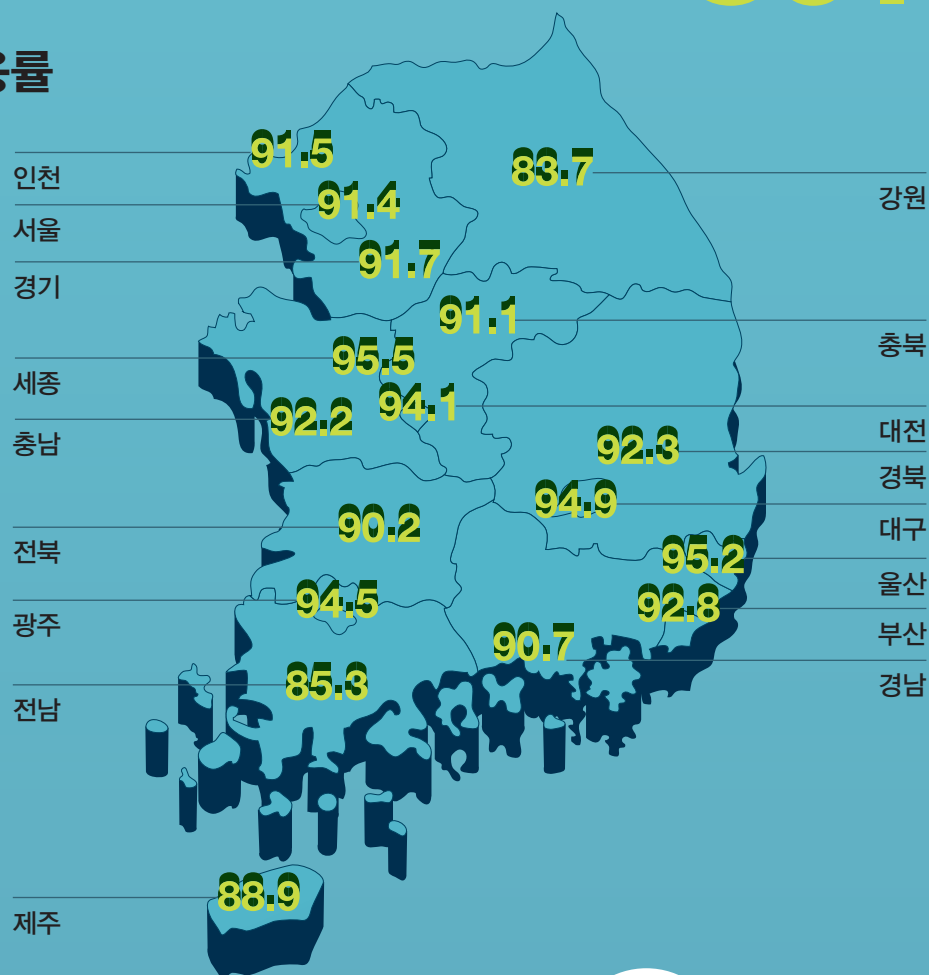 률
91.5
인천
91.4
서울
91.7
경기
95.5
세종
92.2
충남
90.2
전북
94.5
광주
85.3
전남
88.9
제주
83.7
강원
91.1
충북
94.1
대전
92.3
경북
94.9
대구
95.2
울산
92.8
부산
90.7
경남